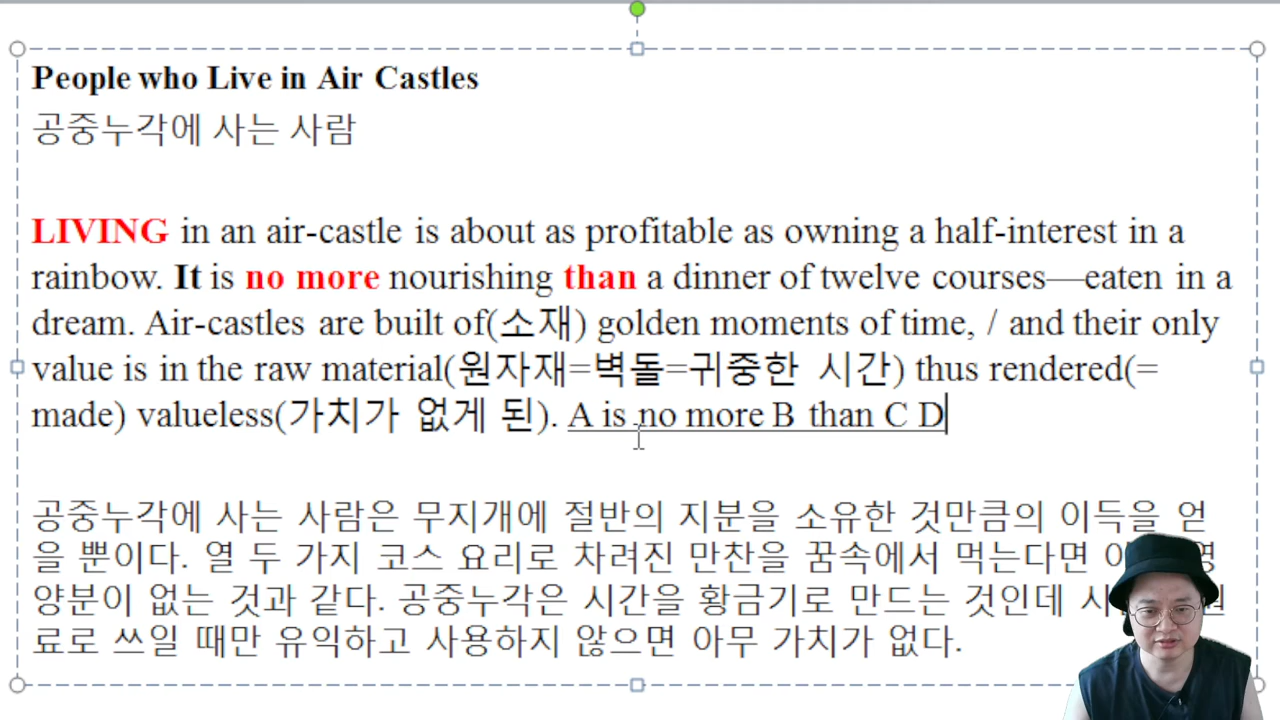 People who Live in Air Castles
공중누각에 사는 사람
LIVING in an air-castle is about as profitable as owning a half-interest in a
rainbow. It is no more nourishing than a dinner of twelve courses—eaten in a
dream. Air-castles are built of(소재) golden moments of time, / and their only
value is in the raw material(원자재=벽돌=귀중한 시간) thus rendered(=
made) valueless(가치가 없게 된). A is no more B than C D
공중누각에 사는 사람은 무지개에 절반의 지분을 소유한 것만큼의 이득을 얻
을 뿐이다. 열 두 가지 코스 요리로 차려진 만찬을 꿈속에서 먹는다면
양분이 없는 것과 같다. 공중누각은 시간을 황금기로 만드는 것인데
료로 쓰일 때만 유익하고 사용하지 않으면 아무 가치가 없다.